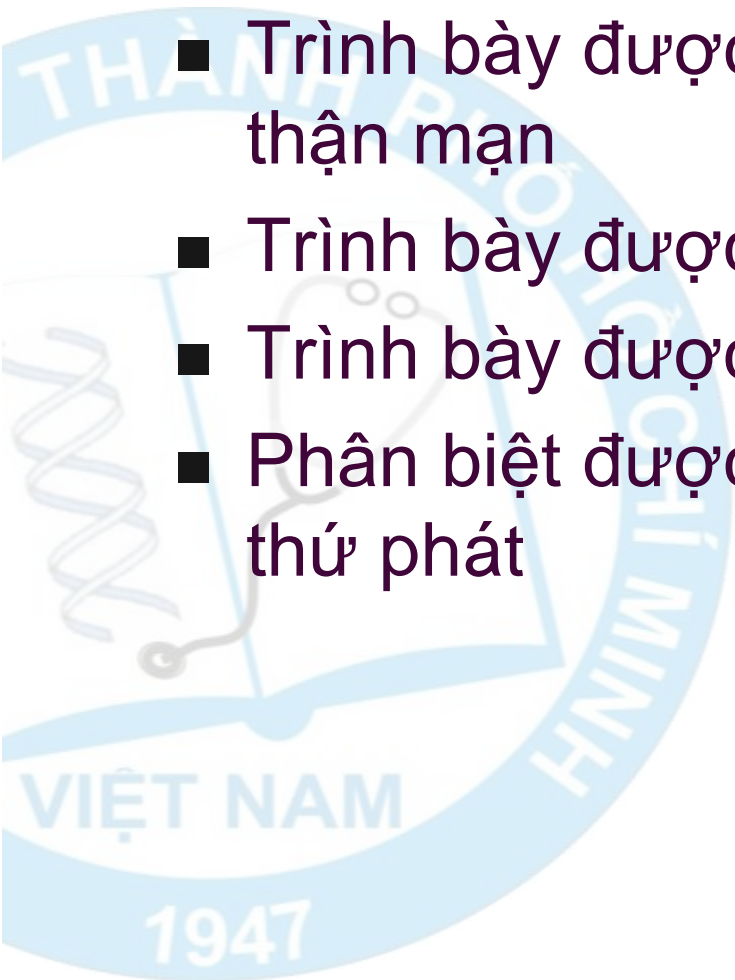 Trình bày được
thận mạn
Trình bày được
Trình bày được
Phân biệt được
thứ phát
THÀNH PHỐ HỒ CHÍ MINH
VIỆT NAM
1947